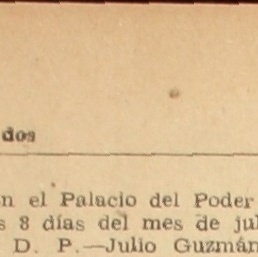 dos
n el Palacio del Poder
s 8 días del mes de jul
D. P.—Julio Guzmán